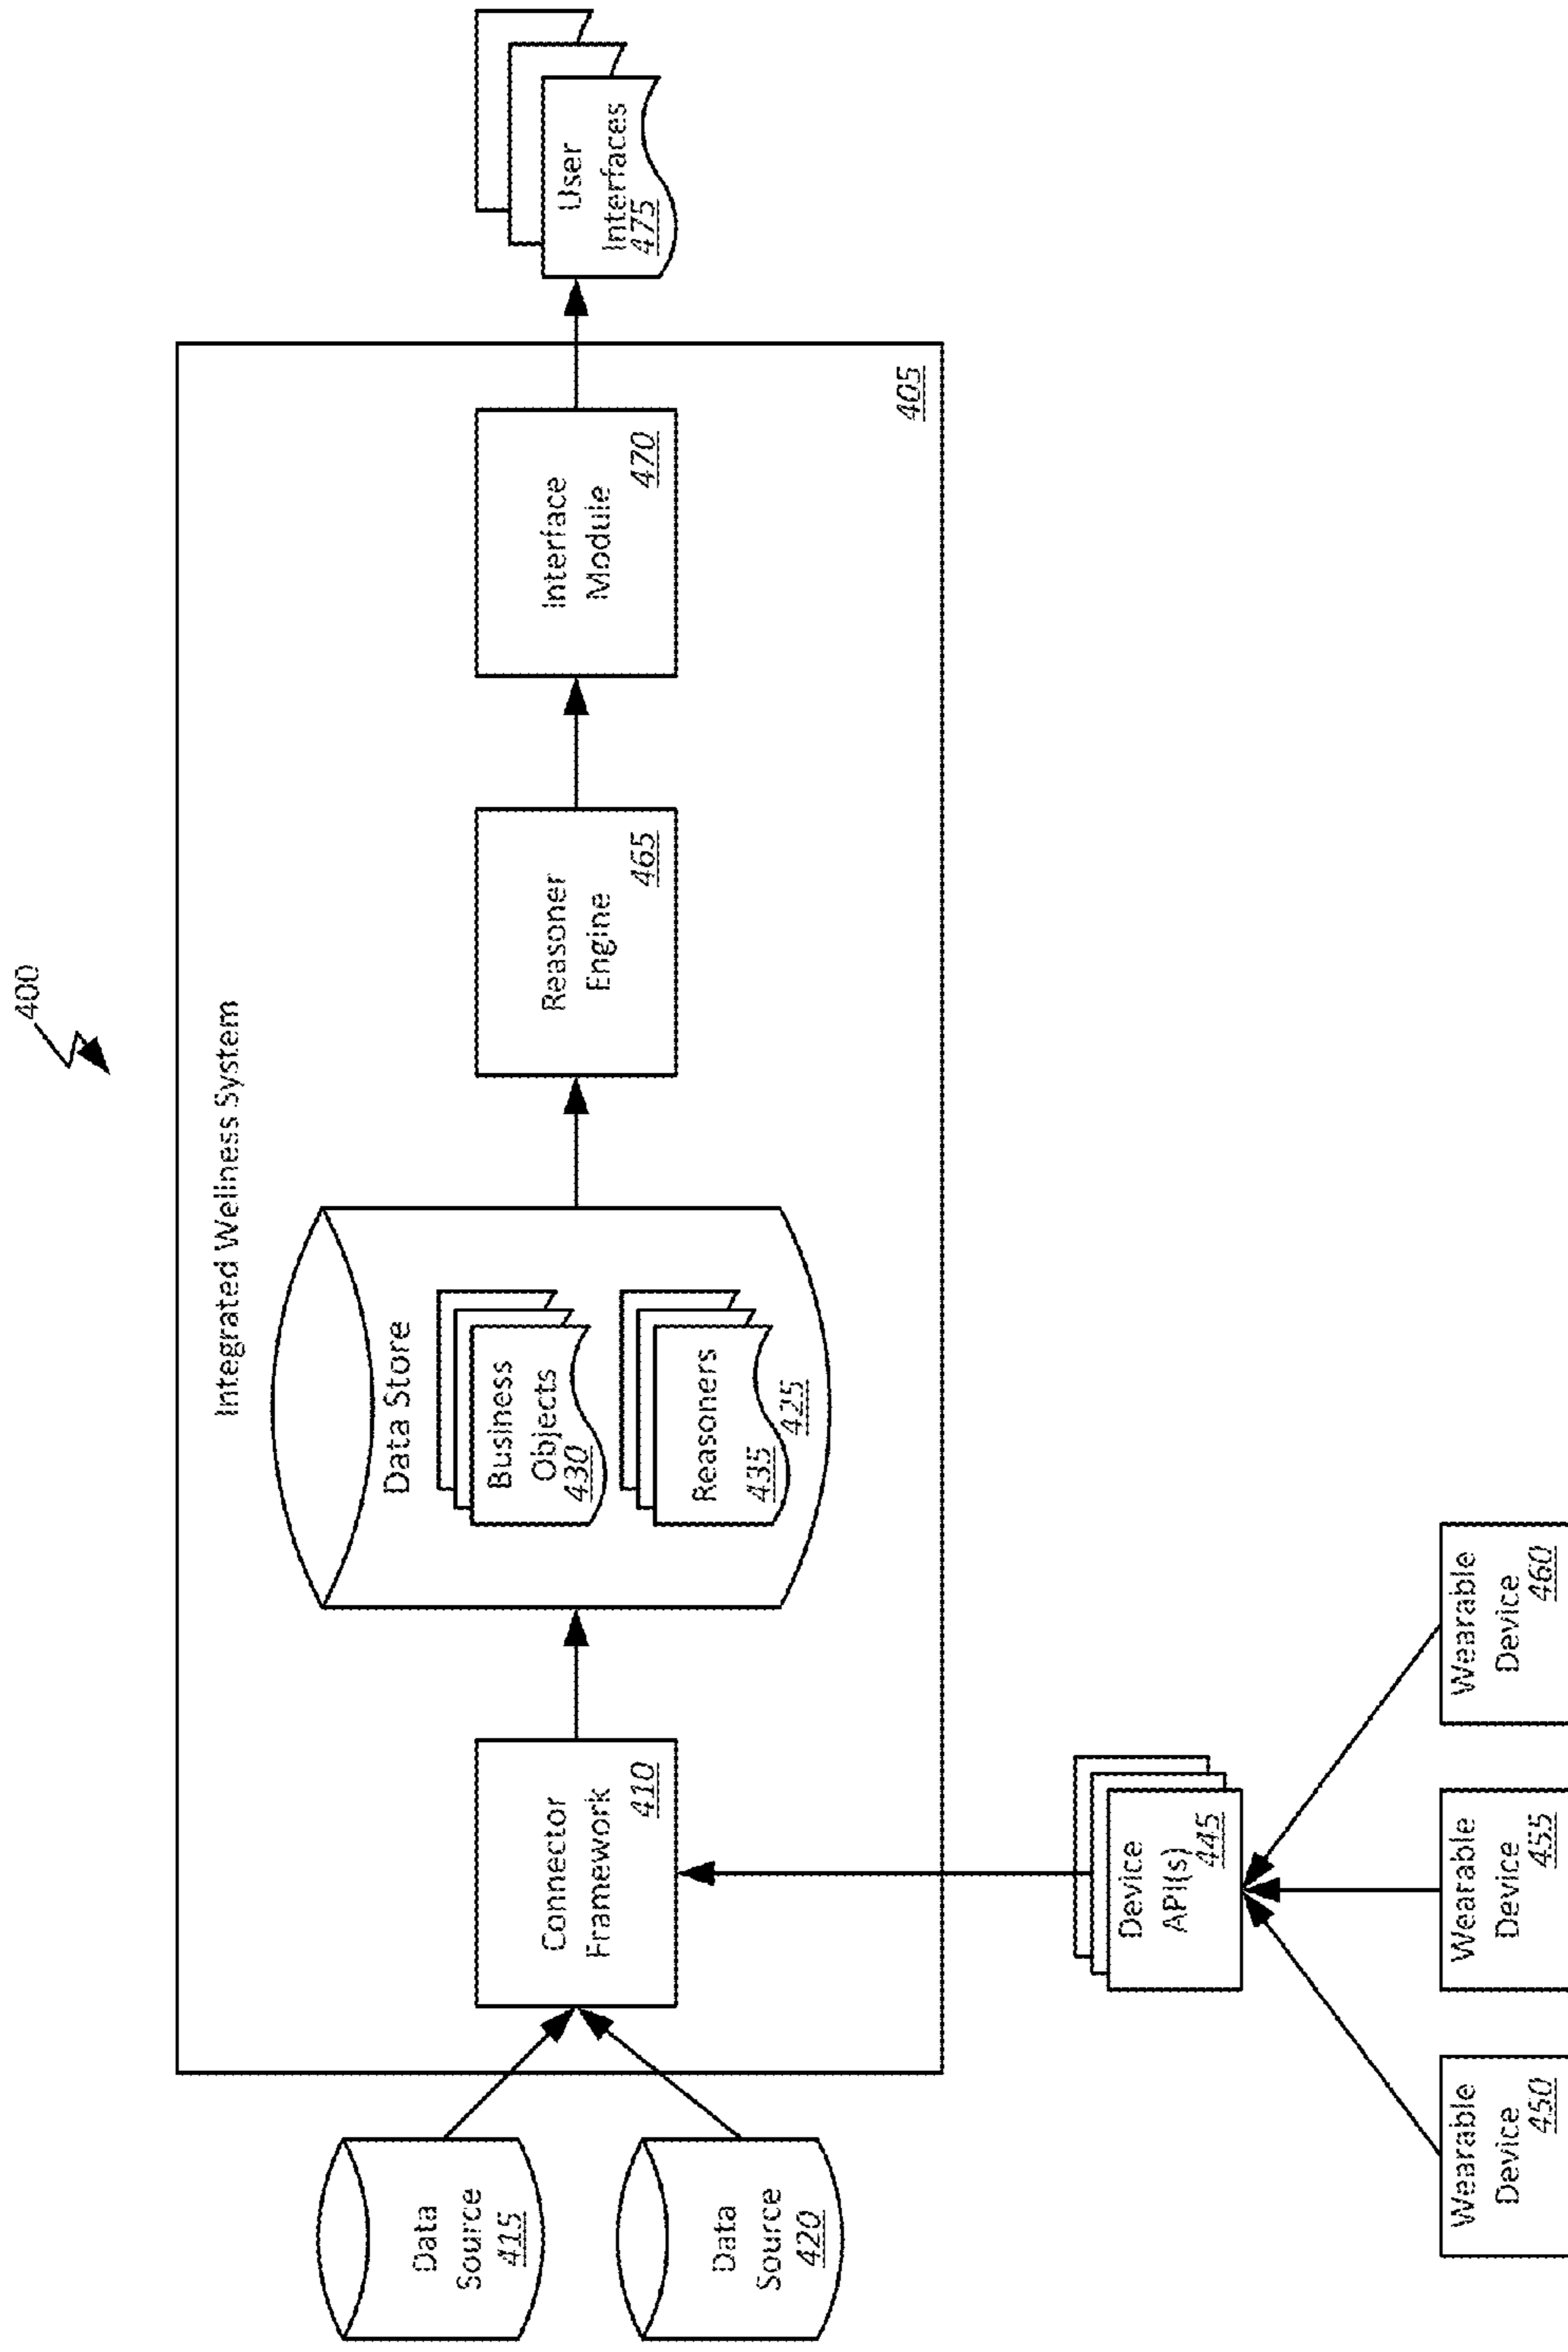 400
Integrated Wellness System
Data
Source
415
Data
Source
420
Connector
Framework
410
Data Store
Business
Objects
430
Reasoners
435
425
Reasoner
Engine
465
Interface
Module
470
405
User
Interfaces
475
Device
API(s)
445
Wearable
Device
450
Wearable
Device
455
Wearable
Device
460